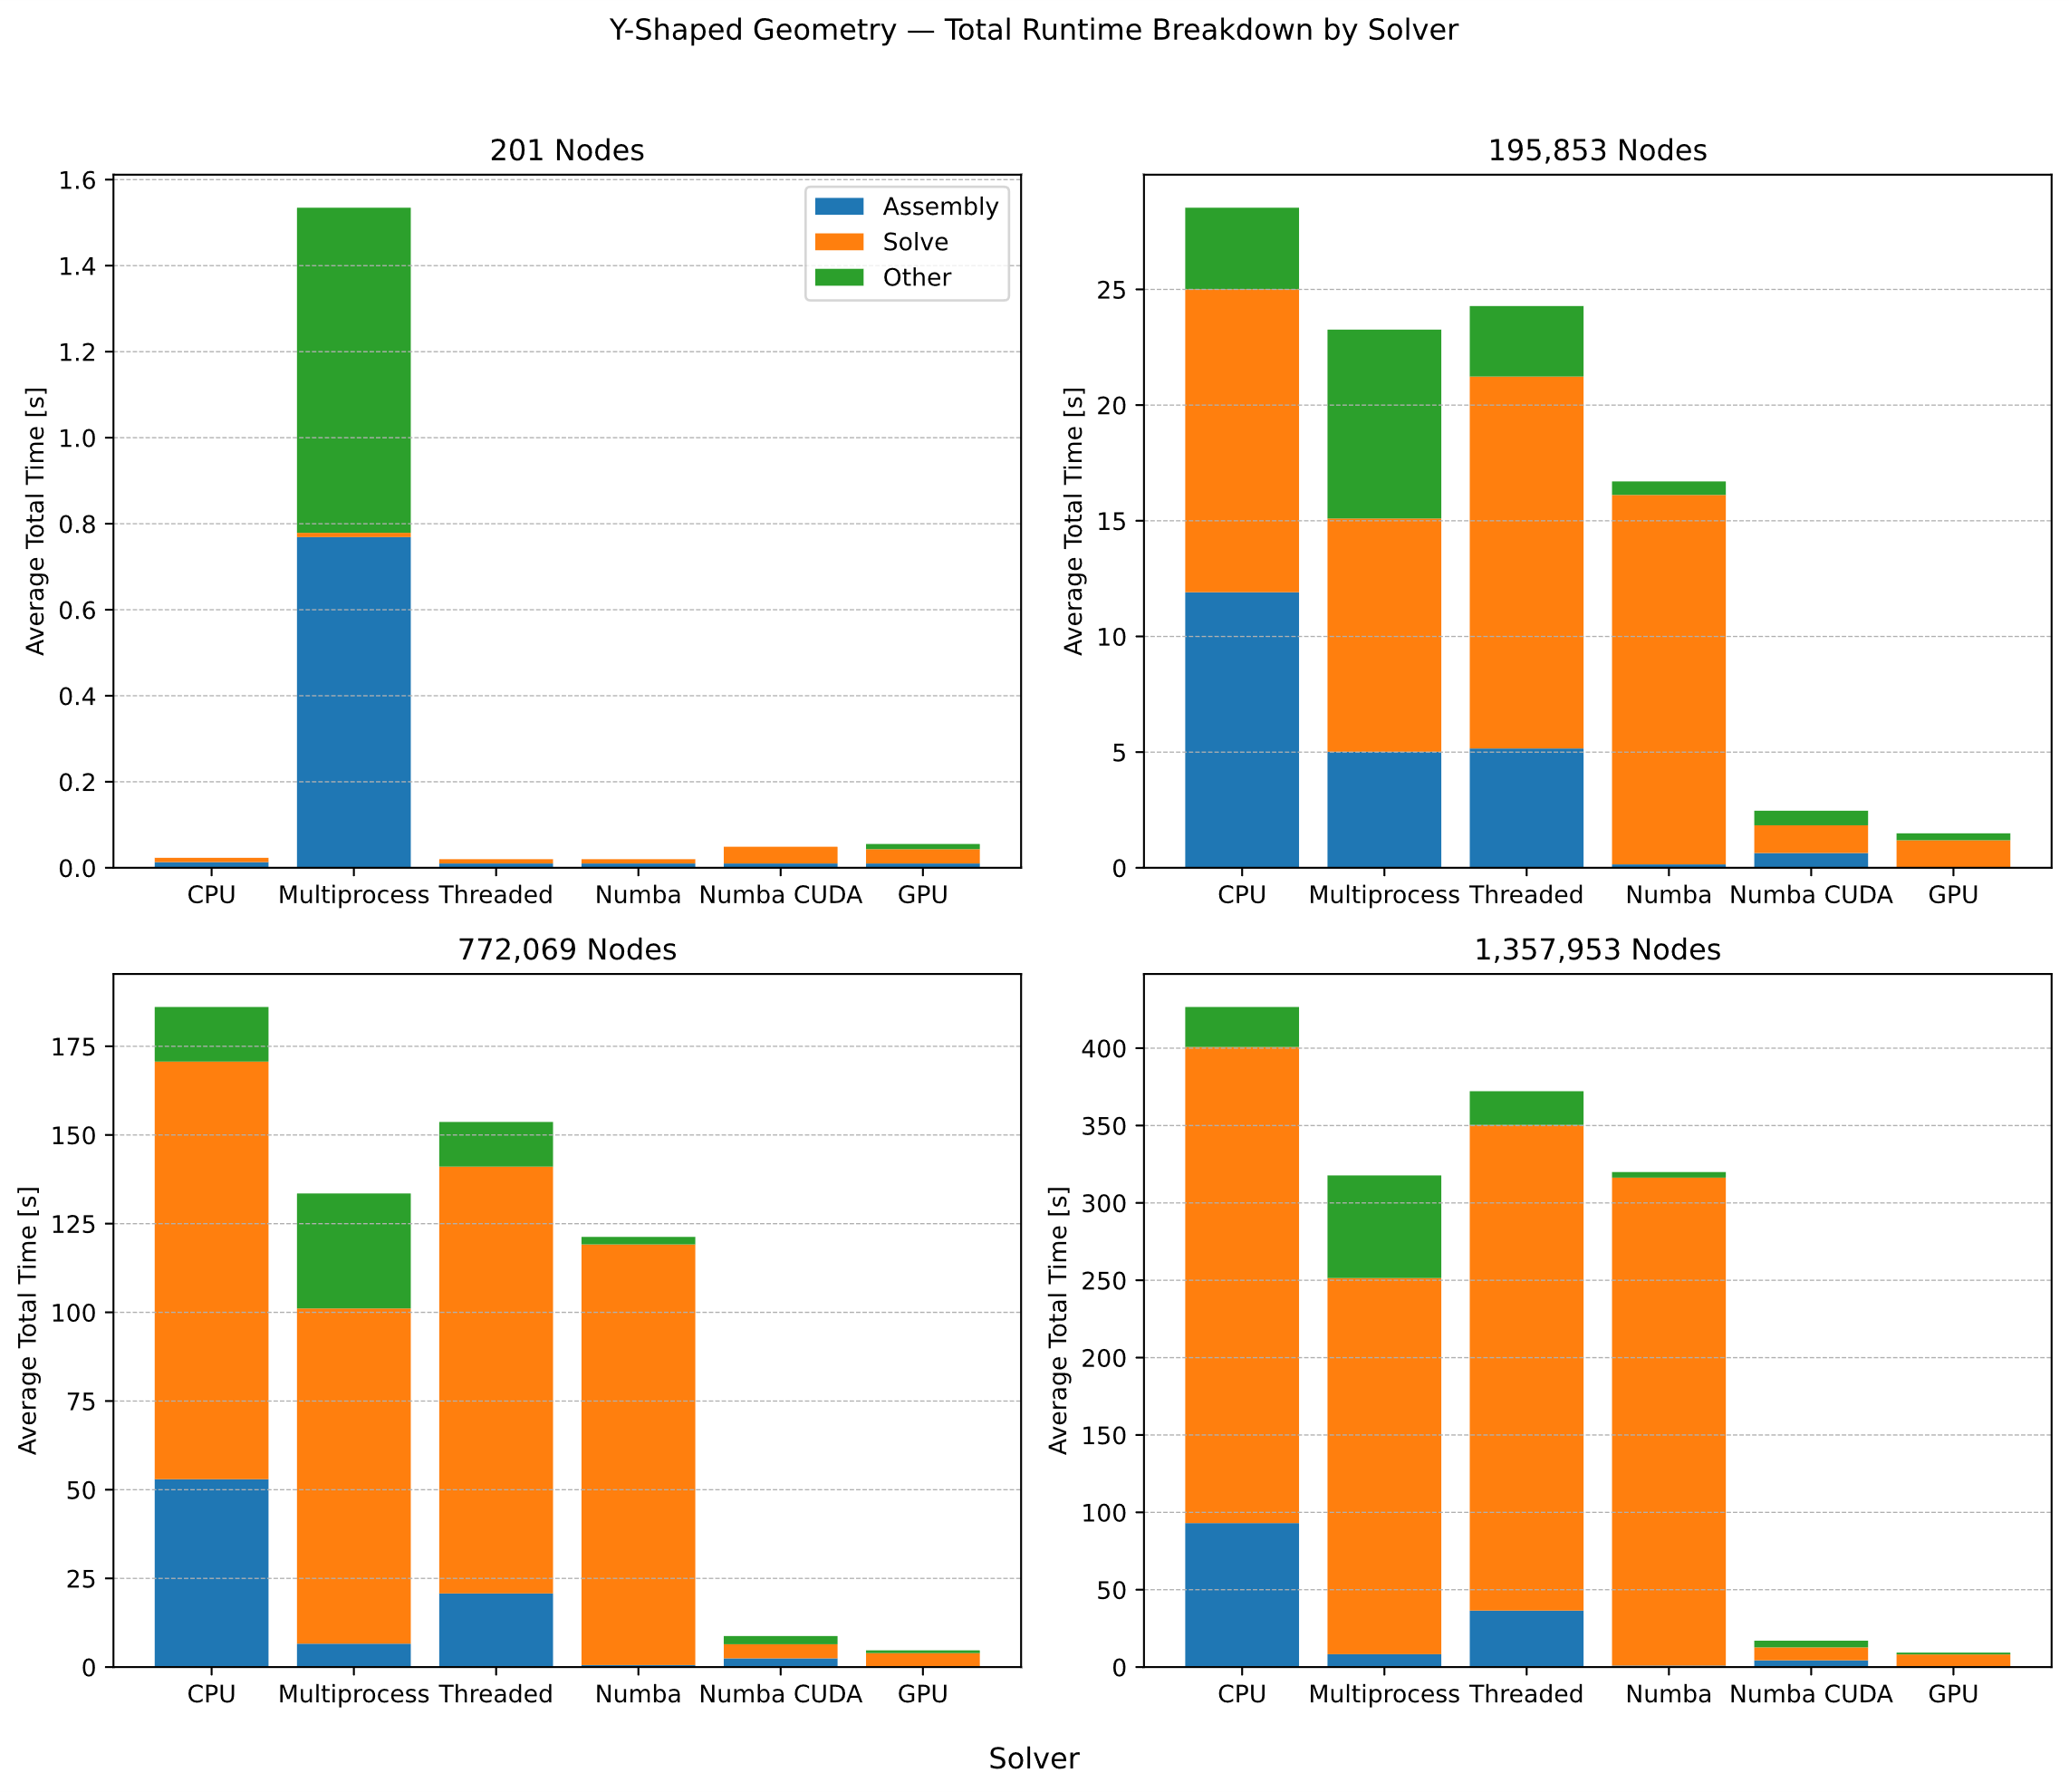 Y-Shaped Geometry — Total Runtime Breakdown by Solver
201 Nodes
Average Total Time [s]
1.6
1.4
1.2
1.0
0.8
0.6
0.4
0.2
0.0
Assembly
Solve
Other
CPU Multiprocess Threaded Numba Numba CUDA GPU
195,853 Nodes
Average Total Time [s]
25
20
15
10
5
0
CPU Multiprocess Threaded Numba Numba CUDA GPU
772,069 Nodes
Average Total Time [s]
175
150
125
100
75
50
25
0
CPU Multiprocess Threaded Numba Numba CUDA GPU
1,357,953 Nodes
Average Total Time [s]
400
350
300
250
200
150
100
50
0
CPU Multiprocess Threaded Numba Numba CUDA GPU
Solver